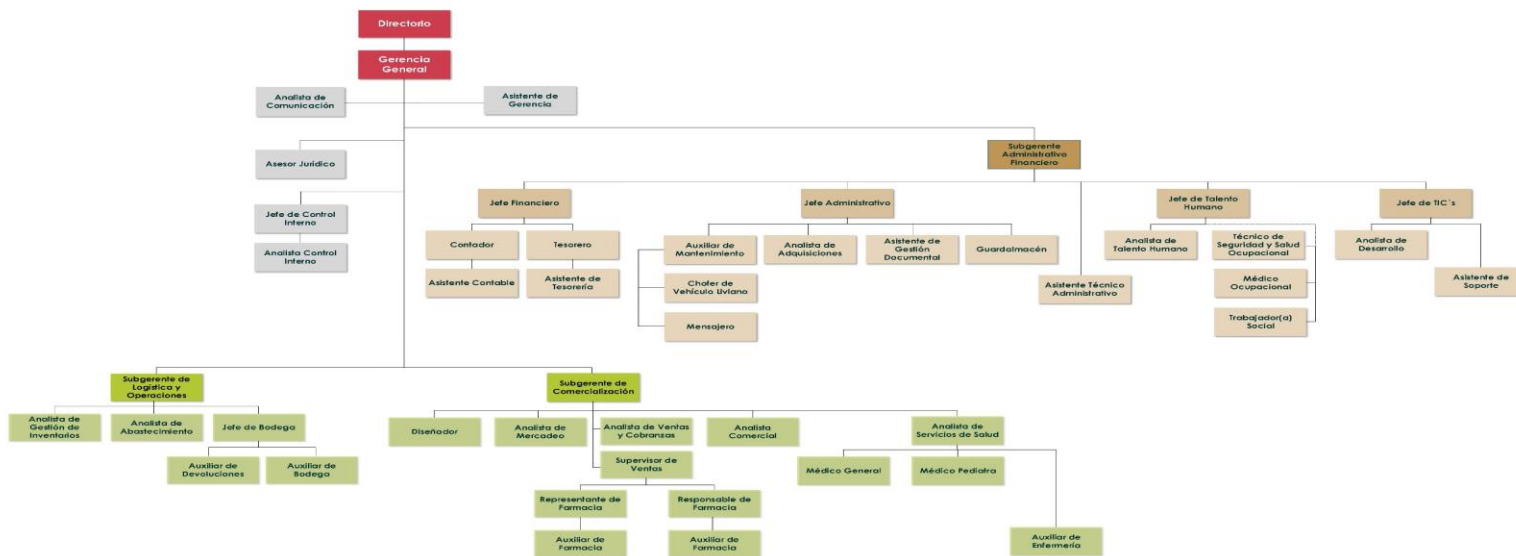 Directorio
Gerencia
General
Analista de
Comunicación
Asistente de
Gerencia
Asesor Jurídico
Subgerente
Administrativo
Financiero
Jefe de Control
Interno
Analista Control
Interno
Jefe Financiero
Jefe Administrativo
Jefe de Talento
Humano
Jefe de TIC´s
Contador
Tesorero
Auxiliar de
Mantenimiento
Analista de
Adquisiciones
Asistente de
Gestión
Documental
Guardalmacén
Analista de
Talento Humano
Técnico de
Seguridad y Salud
Ocupacional
Analista de
Desarrollo
Asistente Contable
Asistente de
Tesorería
Chofer de
Vehículo Liviano
Asistente Técnico
Administrativo
Médico
Ocupacional
Asistente de
Soporte
Mensajero
Trabajador(a)
Social
Subgerente de
Logística y
Operaciones
Subgerente de
Comercialización
Analista de
Gestión de
Inventarios
Analista de
Abastecimiento
Jefe de Bodega
Diseñador
Analista de
Mercadeo
Analista de Ventas
y Cobranzas
Analista
Comercial
Analista de
Servicios de Salud
Auxiliar de
Devoluciones
Auxiliar de
Bodega
Supervisor de
Ventas
Médico General
Médico Pediatra
Representante de
Farmacia
Responsable de
Farmacia
Auxiliar de
Farmacia
Auxiliar de
Farmacia
Auxiliar de
Enfermería